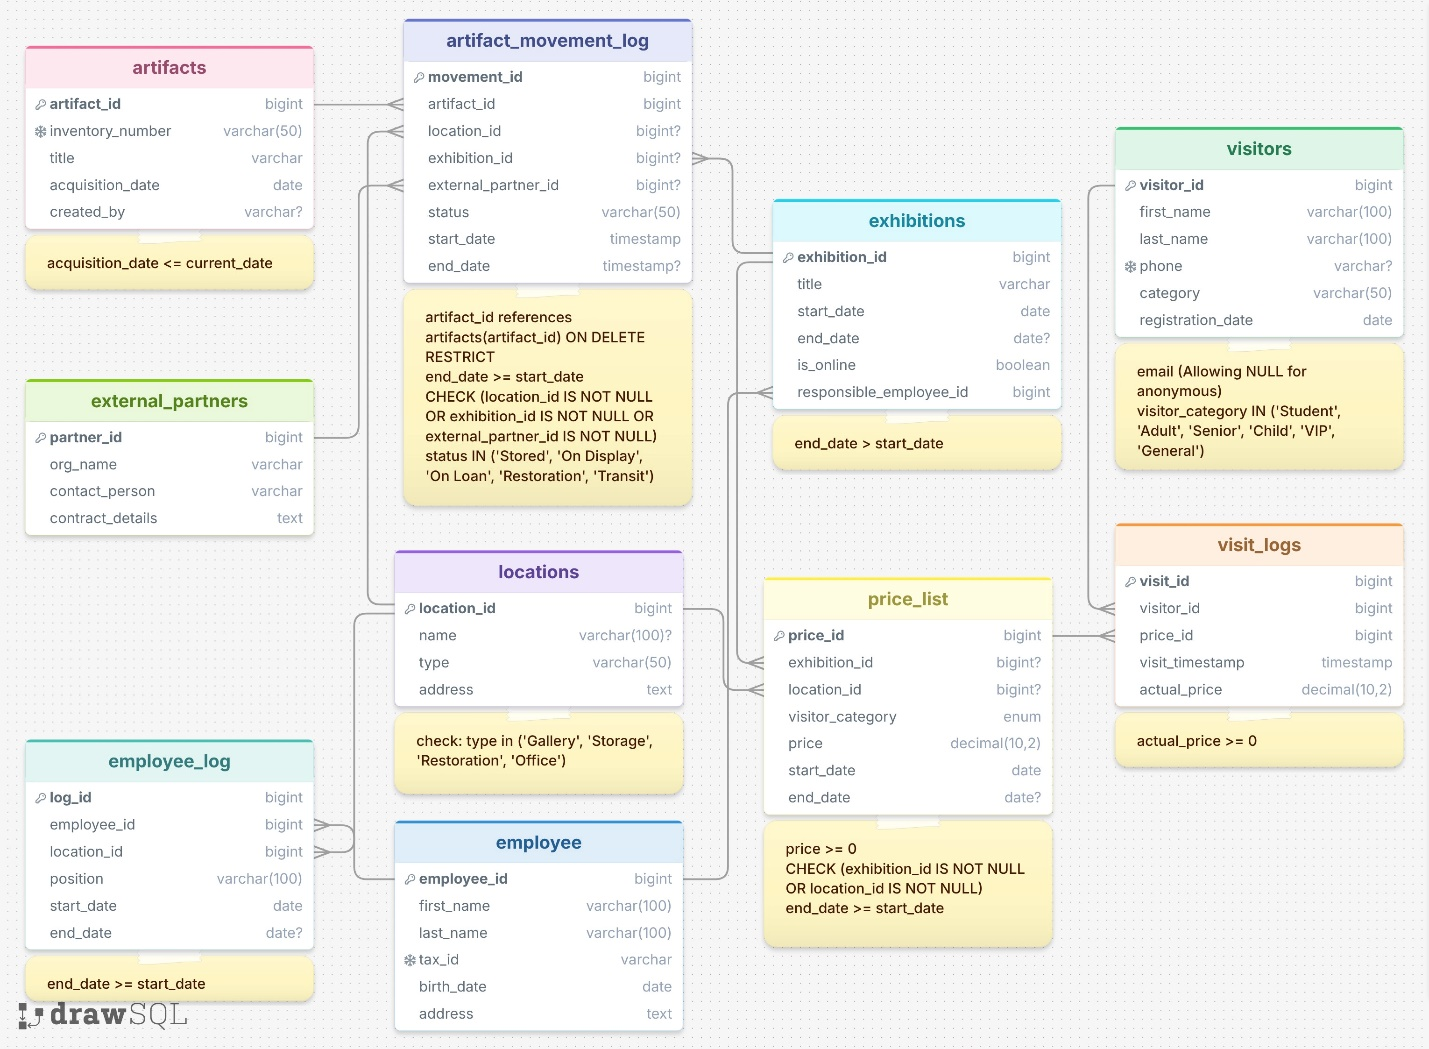 artifacts
artifact_id bigint
inventory_number varchar(50)
title varchar
acquisition_date date
created_by varchar?
acquisition_date <= current_date
artifact_movement_log
movement_id bigint
artifact_id bigint
location_id bigint?
exhibition_id bigint?
external_partner_id bigint?
status varchar(50)
start_date timestamp
end_date timestamp?
artifact_id references
artifacts(artifact_id) ON DELETE
RESTRICT
end_date >= start_date
CHECK (location_id IS NOT NULL
OR exhibition_id IS NOT NULL OR
external_partner_id IS NOT NULL)
status IN ('Stored', 'On Display',
'On Loan', 'Restoration', 'Transit')
exhibitions
exhibition_id bigint
title varchar
start_date date
end_date date?
is_online boolean
responsible_employee_id bigint
end_date > start_date
visitors
visitor_id bigint
first_name varchar(100)
last_name varchar(100)
phone varchar?
category varchar(50)
registration_date date
email (Allowing NULL for
anonymous)
visitor_category IN ('Student',
'Adult', 'Senior', 'Child', 'VIP',
'General')
external_partners
partner_id bigint
org_name varchar
contact_person varchar
contract_details text
locations
location_id bigint
name varchar(100)?
type varchar(50)
address text
check: type in ('Gallery', 'Storage',
'Restoration', 'Office')
price_list
price_id bigint
exhibition_id bigint?
location_id bigint?
visitor_category enum
price decimal(10,2)
start_date date
end_date date?
price >= 0
CHECK (exhibition_id IS NOT NULL
OR location_id IS NOT NULL)
end_date >= start_date
visit_logs
visit_id bigint
visitor_id bigint
price_id bigint
visit_timestamp timestamp
actual_price decimal(10,2)
actual_price >= 0
employee_log
log_id bigint
employee_id bigint
location_id bigint
position varchar(100)
start_date date
end_date date?
end_date >= start_date
employee
employee_id bigint
first_name varchar(100)
last_name varchar(100)
tax_id varchar
birth_date date
address text
drawSQL